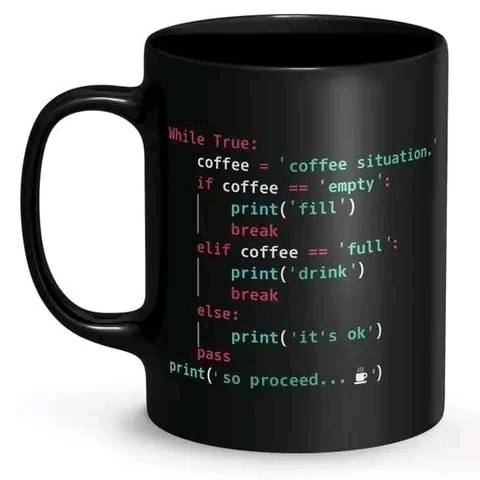 While True:
    coffee = 'coffee situation.'
    if coffee == 'empty':
        print('fill')
        break
    elif coffee == 'full':
        print('drink')
        break
    else:
        print('it's ok')
    pass
print('so proceed... ☕')